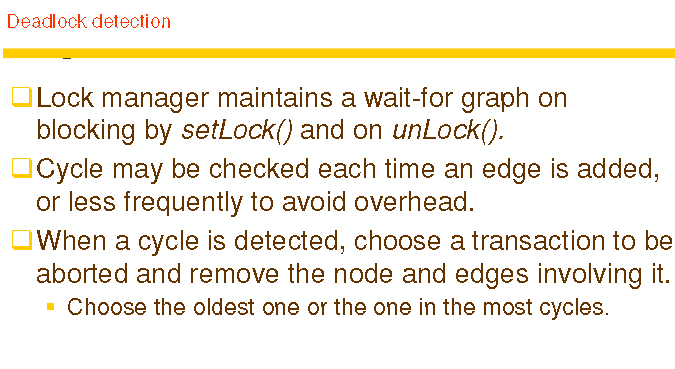 Deadlock detection
Lock manager maintains a wait-for graph on
blocking by setLock() and on unLock().
Cycle may be checked each time an edge is added,
or less frequently to avoid overhead.
When a cycle is detected, choose a transaction to be
aborted and remove the node and edges involving it.
Choose the oldest one or the one in the most cycles.